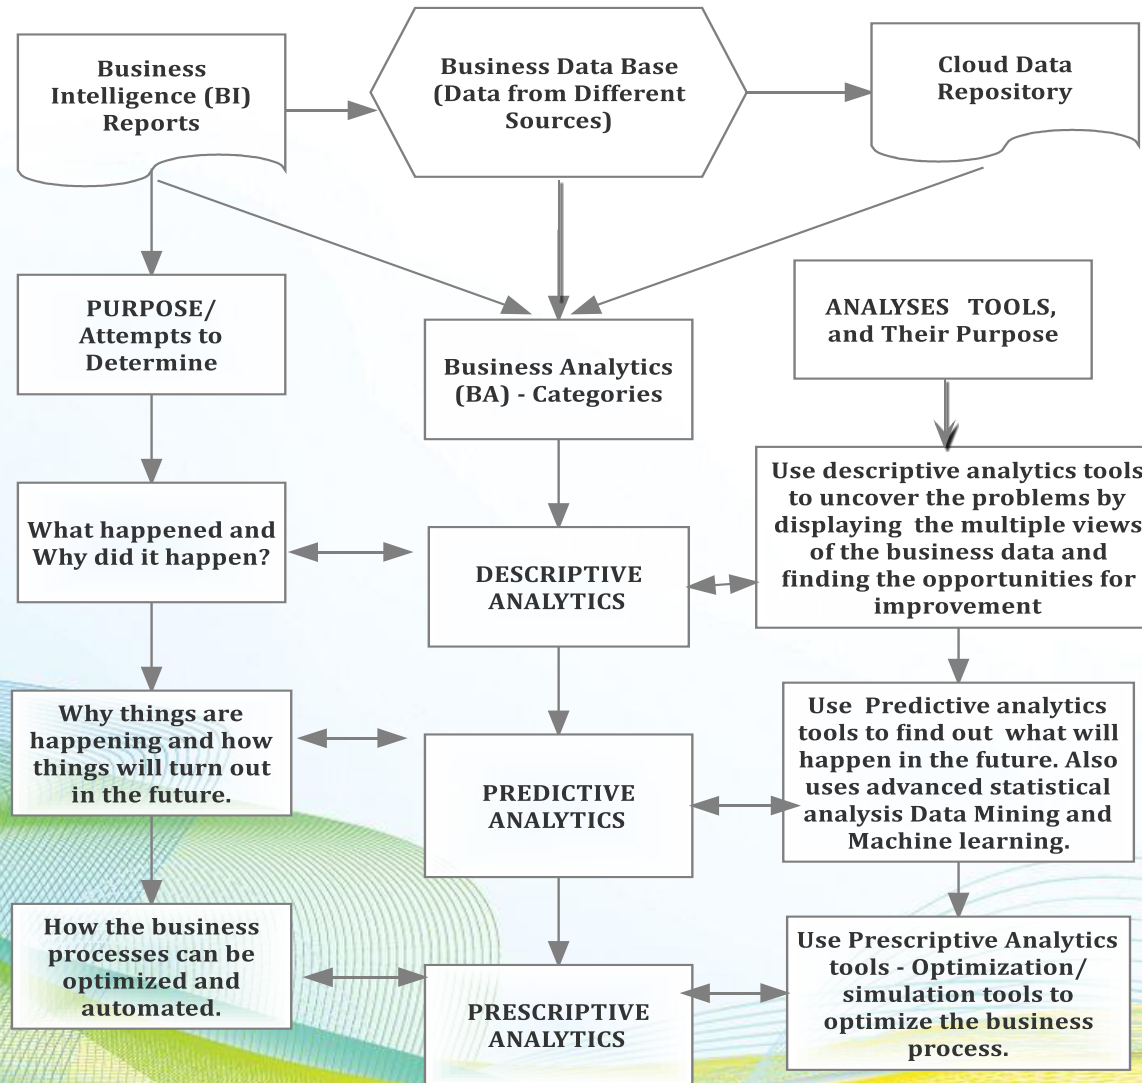 Business
Intelligence (BI)
Reports
Business Data Base
(Data from Different
Sources)
Cloud Data
Repository
PURPOSE/
Attempts to
Determine
Business Analytics
(BA) - Categories
ANALYSES TOOLS,
and Their Purpose
What happened and
Why did it happen?
DESCRIPTIVE
ANALYTICS
Use descriptive analytics tools
to uncover the problems by
displaying the multiple views
of the business data and
finding the opportunities for
improvement
Why things are
happening and how
things will turn out
in the future.
PREDICTIVE
ANALYTICS
Use Predictive analytics
tools to find out what will
happen in the future. Also
uses advanced statistical
analysis Data Mining and
Machine learning.
How the business
processes can be
optimized and
automated.
PRESCRIPTIVE
ANALYTICS
Use Prescriptive Analytics
tools - Optimization/
simulation tools to
optimize the business
process.